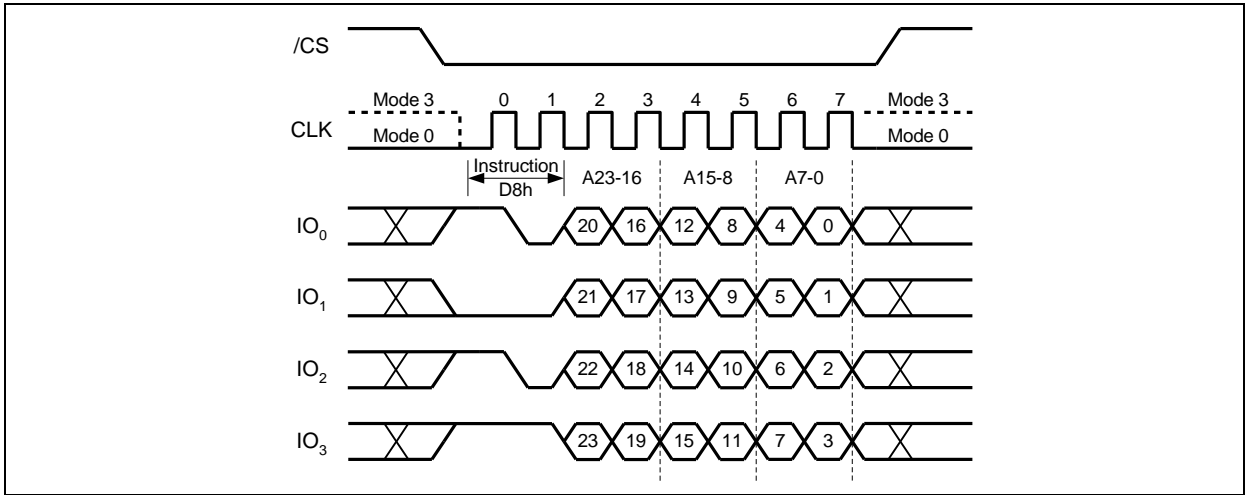 /CS
Mode 3 0 1 2 3 4 5 6 7 Mode 3
CLK
Mode 0 Mode 0
Instruction
D8h A23-16 A15-8 A7-0
IO0 20 16 12 8 4 0
IO1 21 17 13 9 5 1
IO2 22 18 14 10 6 2
IO3 23 19 15 11 7 3